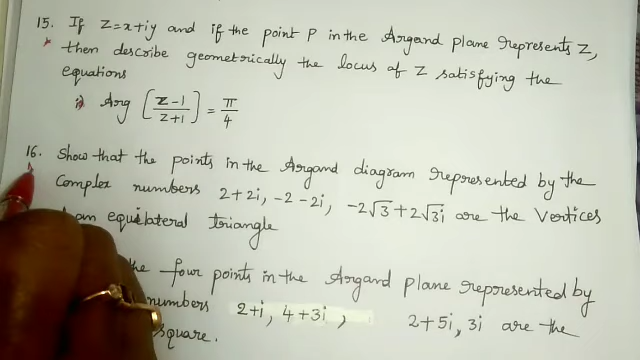 15. If Z=x+iy and if the point P in the Argand plane represents Z,
then describe geometrically the locus of Z satisfying the
equations
i) Arg [ (Z-1)/(Z+1) ] = π/4
16. Show that the points in the Argand diagram represented by the
Complex numbers 2+2i, -2-2i, -2√3+2√3i are the Vertices
an equilateral triangle
the four points in the Argand plane represented by
numbers 2+i, 4+3i, 2+5i, 3i are the
square.